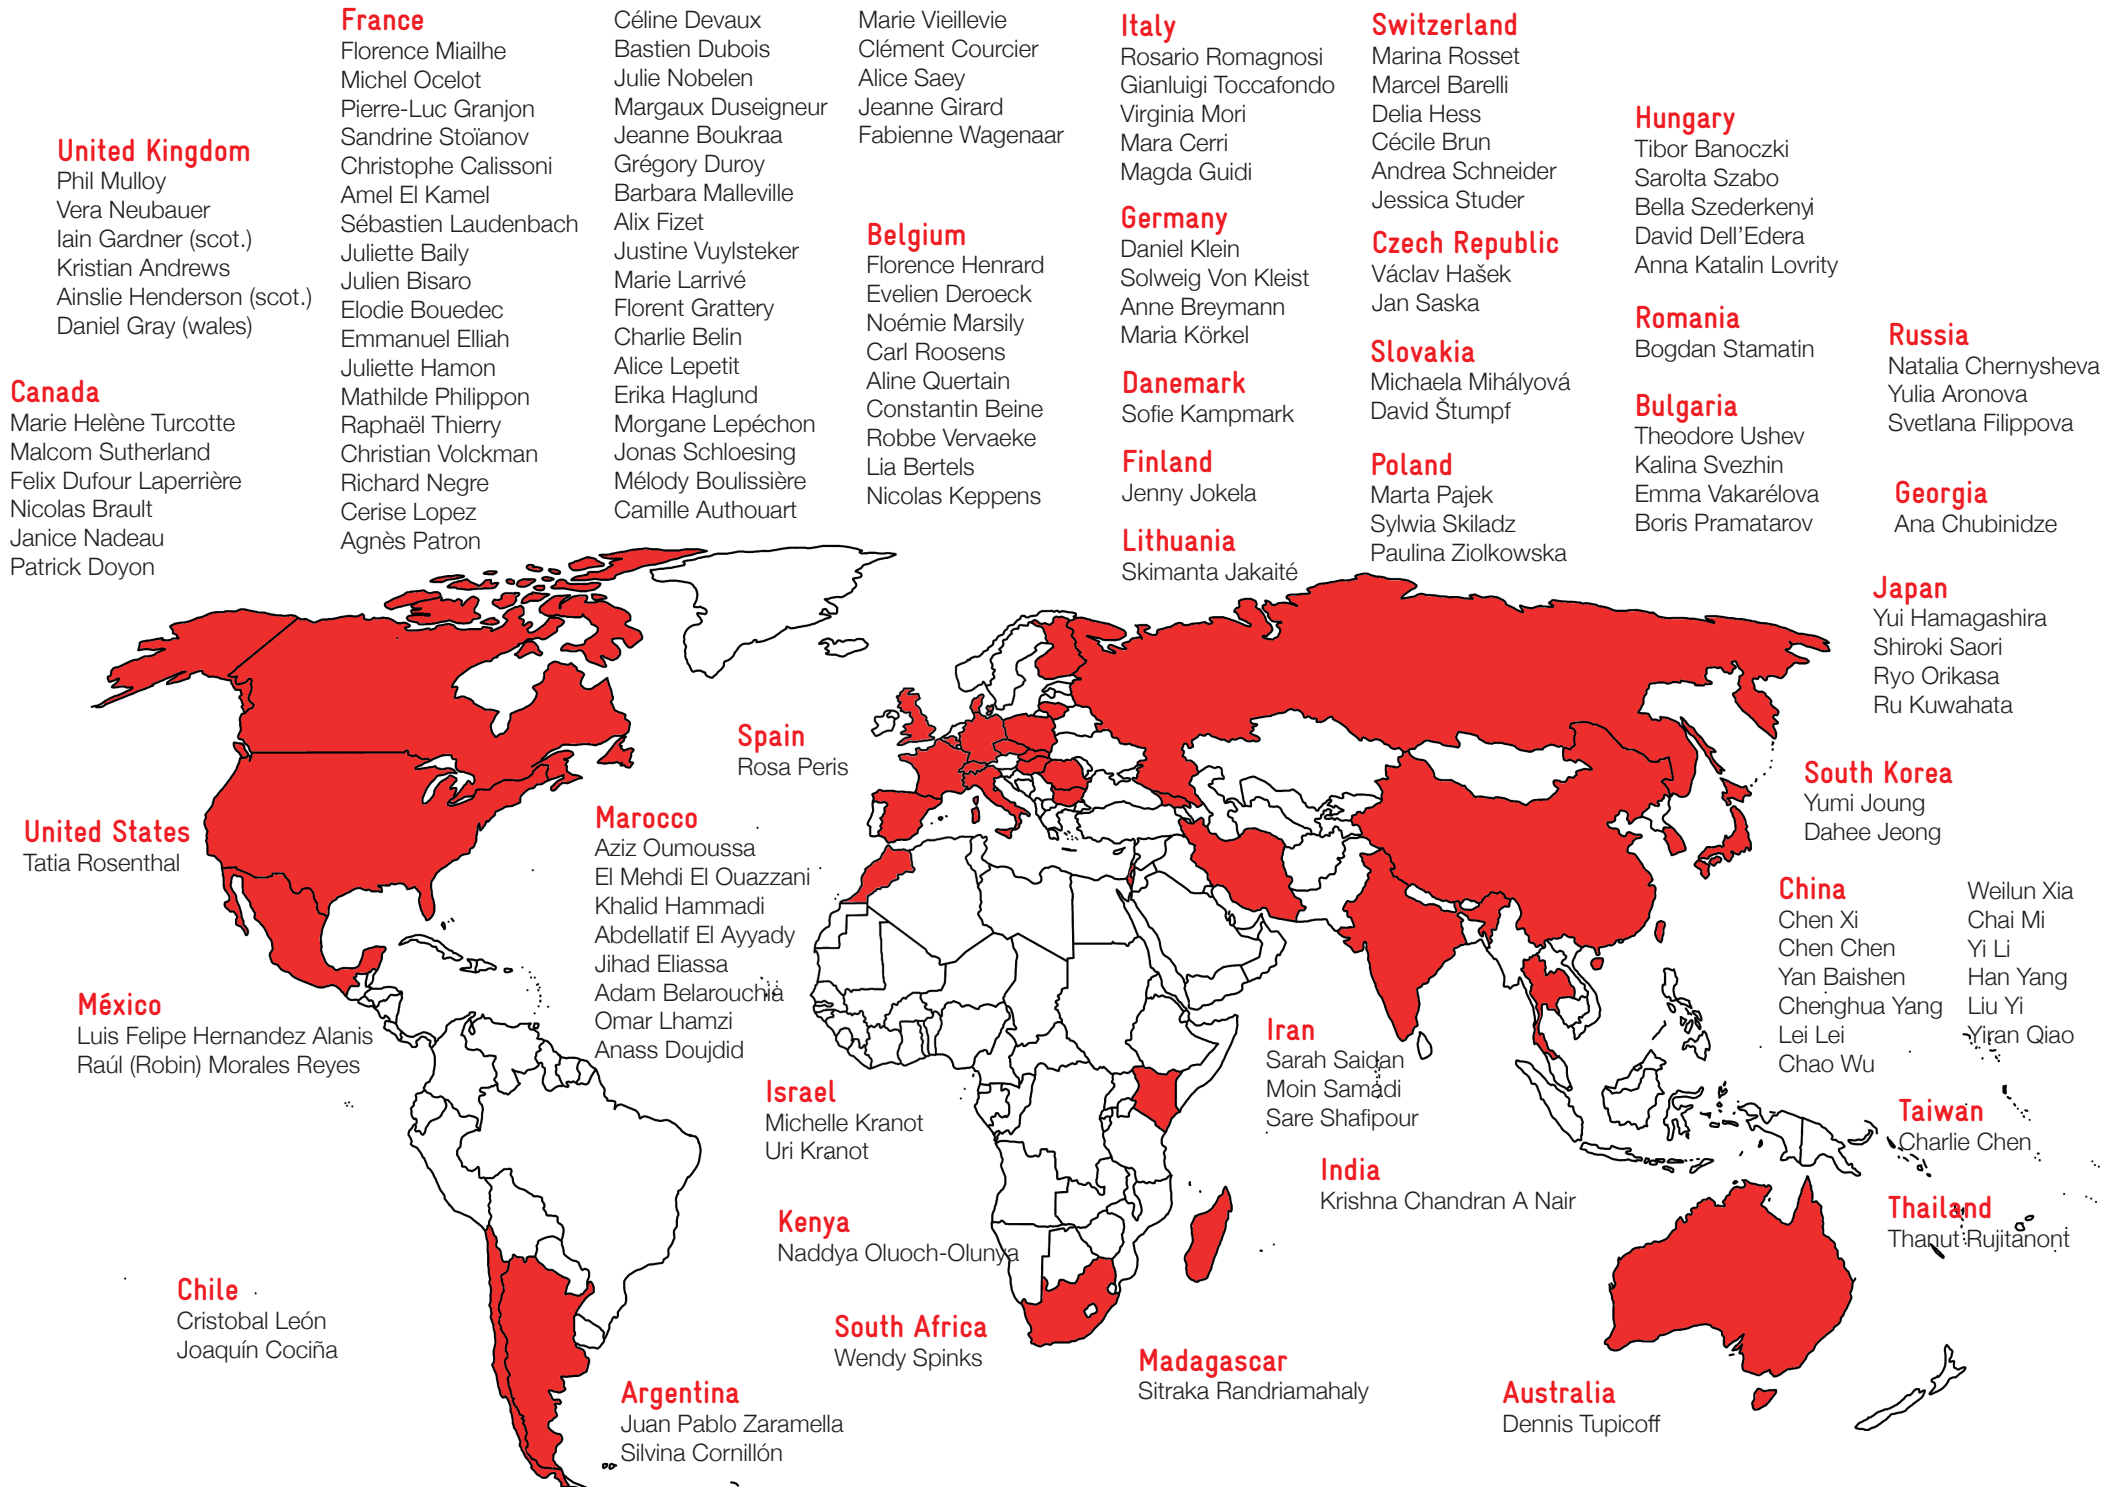 France
Florence Miailhe
Michel Ocelot
Pierre-Luc Granjon
Sandrine Stoïanov
Christophe Calissoni
Amel El Kamel
Sébastien Laudenbach
Juliette Baily
Julien Bisaro
Elodie Bouedec
Emmanuel Elliah
Juliette Hamon
Mathilde Philippon
Raphaël Thierry
Christian Volckman
Richard Negre
Cerise Lopez
Agnès Patron
Céline Devaux
Bastien Dubois
Julie Nobelen
Margaux Duseigneur
Jeanne Boukraa
Grégory Duroy
Barbara Malleville
Alix Fizet
Justine Vuylsteker
Marie Larrivé
Florent Grattery
Charlie Belin
Alice Lepetit
Erika Haglund
Morgane Lepéchon
Jonas Schloesing
Mélody Boulissière
Camille Authouart
Marie Vieillevie
Clément Courcier
Alice Saey
Jeanne Girard
Fabienne Wagenaar
United Kingdom
Phil Mulloy
Vera Neubauer
Iain Gardner (scot.)
Kristian Andrews
Ainslie Henderson (scot.)
Daniel Gray (wales)
Canada
Marie Helène Turcotte
Malcom Sutherland
Felix Dufour Laperrière
Nicolas Brault
Janice Nadeau
Patrick Doyon
Belgium
Florence Henrard
Evelien Deroeck
Noémie Marsily
Carl Roosens
Aline Quertain
Constantin Beine
Robbe Vervaeke
Lia Bertels
Nicolas Keppens
Italy
Rosario Romagnosi
Gianluigi Toccafondo
Virginia Mori
Mara Cerri
Magda Guidi
Germany
Daniel Klein
Solweig Von Kleist
Anne Breymann
Maria Körkel
Danemark
Sofie Kampmark
Finland
Jenny Jokela
Lithuania
Skimanta Jakaité
Switzerland
Marina Rosset
Marcel Barelli
Delia Hess
Cécile Brun
Andrea Schneider
Jessica Studer
Czech Republic
Václav Hašek
Jan Saska
Slovakia
Michaela Mihályová
David Štumpf
Poland
Marta Pajek
Sylwia Skiladz
Paulina Ziolkowska
Hungary
Tibor Banoczki
Sarolta Szabo
Bella Szederkenyi
David Dell'Edera
Anna Katalin Lovrity
Romania
Bogdan Stamatin
Bulgaria
Theodore Ushev
Kalina Svezhin
Emma Vakarélova
Boris Pramatarov
Russia
Natalia Chernysheva
Yulia Aronova
Svetlana Filippova
Georgia
Ana Chubinidze
Japan
Yui Hamagashira
Shiroki Saori
Ryo Orikasa
Ru Kuwahata
South Korea
Yumi Joung
Dahee Jeong
China
Chen Xi
Chen Chen
Yan Baishen
Chenghua Yang
Lei Lei
Chao Wu
Weilun Xia
Chai Mi
Yi Li
Han Yang
Liu Yi
Yiran Qiao
Taiwan
Charlie Chen
Thailand
Thanut Rujitanont
Spain
Rosa Peris
Marocco
Aziz Oumoussa
El Mehdi El Ouazzani
Khalid Hammadi
Abdellatif El Ayyady
Jihad Eliassa
Adam Belarouchia
Omar Lhamzi
Anass Doujdid
United States
Tatia Rosenthal
México
Luis Felipe Hernandez Alanis
Raúl (Robin) Morales Reyes
Israel
Michelle Kranot
Uri Kranot
Iran
Sarah Saidan
Moin Samadi
Sare Shafipour
India
Krishna Chandran A Nair
Kenya
Naddya Oluoch-Olunya
South Africa
Wendy Spinks
Madagascar
Sitraka Randriamahaly
Australia
Dennis Tupicoff
Chile
Cristobal León
Joaquín Cociña
Argentina
Juan Pablo Zaramella
Silvina Cornillón